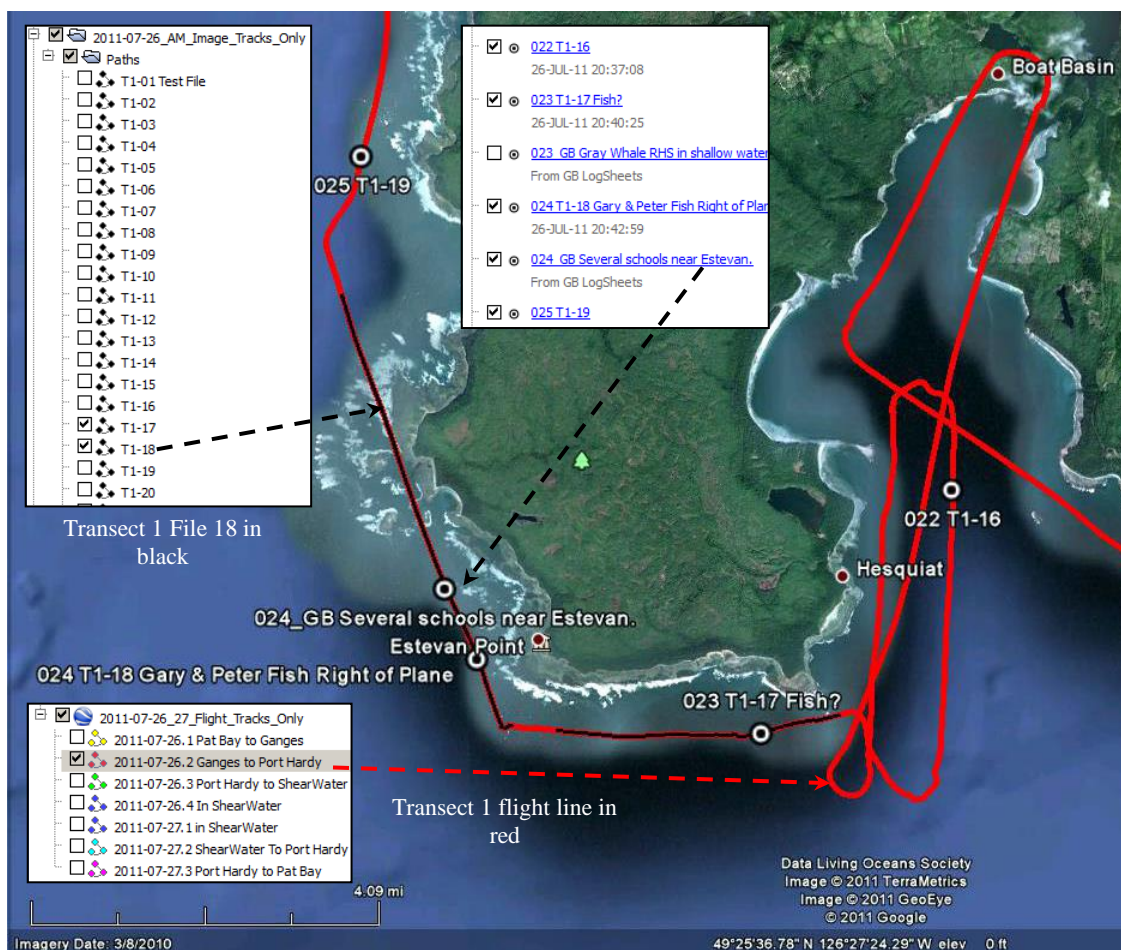 2011-07-26_AM_Image_Tracks_Only
Paths
T1-01 Test File
T1-02
T1-03
T1-04
T1-05
T1-06
T1-07
T1-08
T1-09
T1-10
T1-11
T1-12
T1-13
T1-14
T1-15
T1-16
T1-17
T1-18
T1-19
T1-20
Transect 1 File 18 in
black
022 T1-16
26-JUL-11 20:37:08
023 T1-17 Fish?
26-JUL-11 20:40:25
023_GB Gray Whale RHS in shallow water
From GB LogSheets
024 T1-18 Gary & Peter Fish Right of Plan
26-JUL-11 20:42:59
024_GB Several schools near Estevan.
From GB LogSheets
025 T1-19
Boat Basin
025 T1-19
022 T1-16
Hesquiat
024_GB Several schools near Estevan.
Estevan Point
024 T1-18 Gary & Peter Fish Right of Plane
023 T1-17 Fish?
2011-07-26_27_Flight_Tracks_Only
2011-07-26.1 Pat Bay to Ganges
2011-07-26.2 Ganges to Port Hardy
2011-07-26.3 Port Hardy to ShearWater
2011-07-26.4 In ShearWater
2011-07-27.1 in ShearWater
2011-07-27.2 ShearWater To Port Hardy
2011-07-27.3 Port Hardy to Pat Bay
Transect 1 flight line in
red
4.09 mi
Data Living Oceans Society
Image © 2011 TerraMetrics
Image © 2011 GeoEye
© 2011 Google
Imagery Date: 3/8/2010
49°25'36.78" N 126°27'24.29" W elev 0 ft